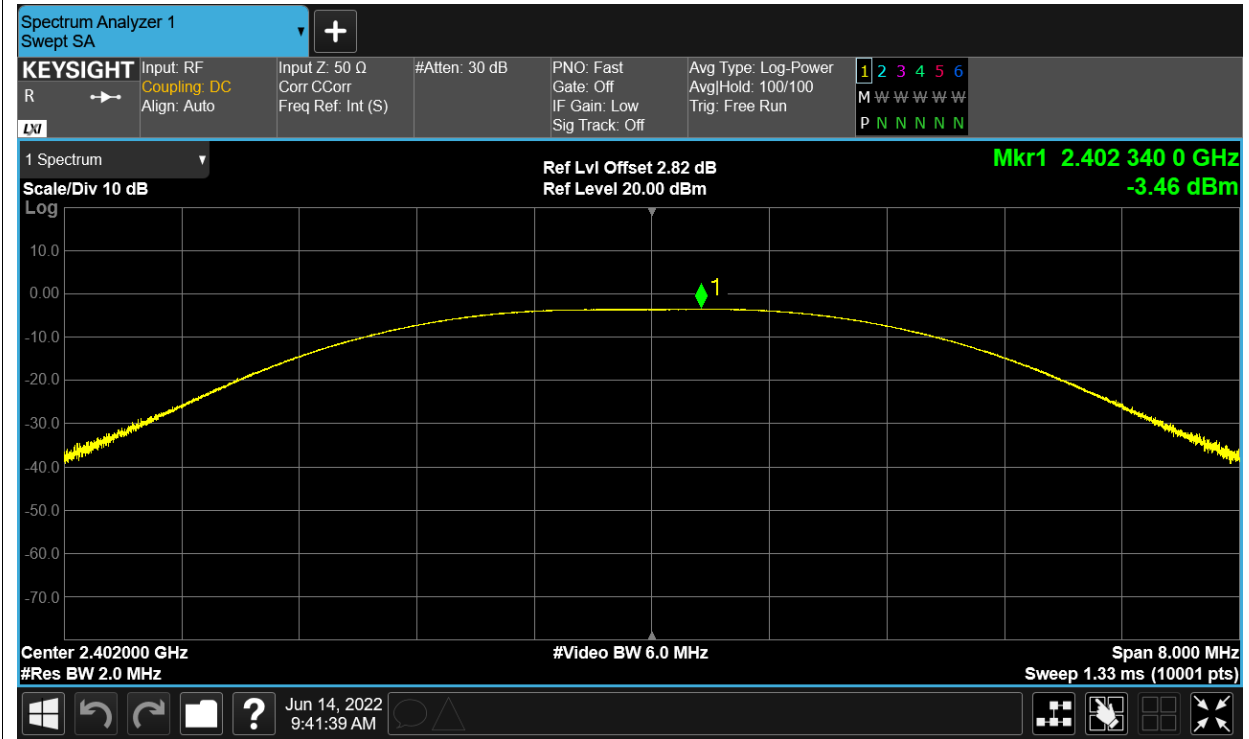 Spectrum Analyzer 1
Swept SA
KEYSIGHT
R
LXI
Input: RF
Coupling: DC
Align: Auto
Input Z: 50 Ω
Corr CCorr
Freq Ref: Int (S)
#Atten: 30 dB
PNO: Fast
Gate: Off
IF Gain: Low
Sig Track: Off
Avg Type: Log-Power
Avg|Hold: 100/100
Trig: Free Run
1 2 3 4 5 6
M W W W W W
P N N N N N
1 Spectrum
Scale/Div 10 dB
Log
Ref Lvl Offset 2.82 dB
Ref Level 20.00 dBm
Mkr1 2.402 340 0 GHz
-3.46 dBm
1
10.0
0.00
-10.0
-20.0
-30.0
-40.0
-50.0
-60.0
-70.0
Center 2.402000 GHz
#Video BW 6.0 MHz
Span 8.000 MHz
#Res BW 2.0 MHz
Sweep 1.33 ms (10001 pts)
?
Jun 14, 2022
9:41:39 AM